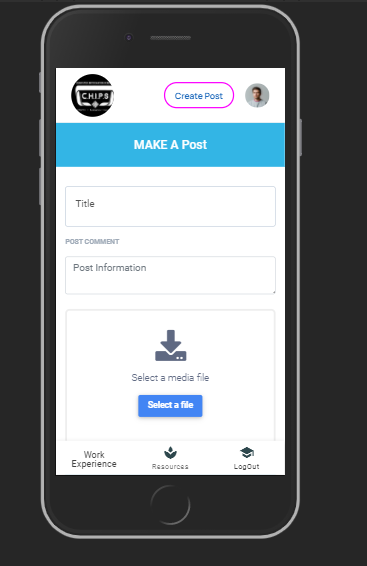 CHIPS
Create Post
MAKE A Post
Title
POST COMMENT
Post Information
Select a media file
Select a file
Work
Experience
Resources
LogOut